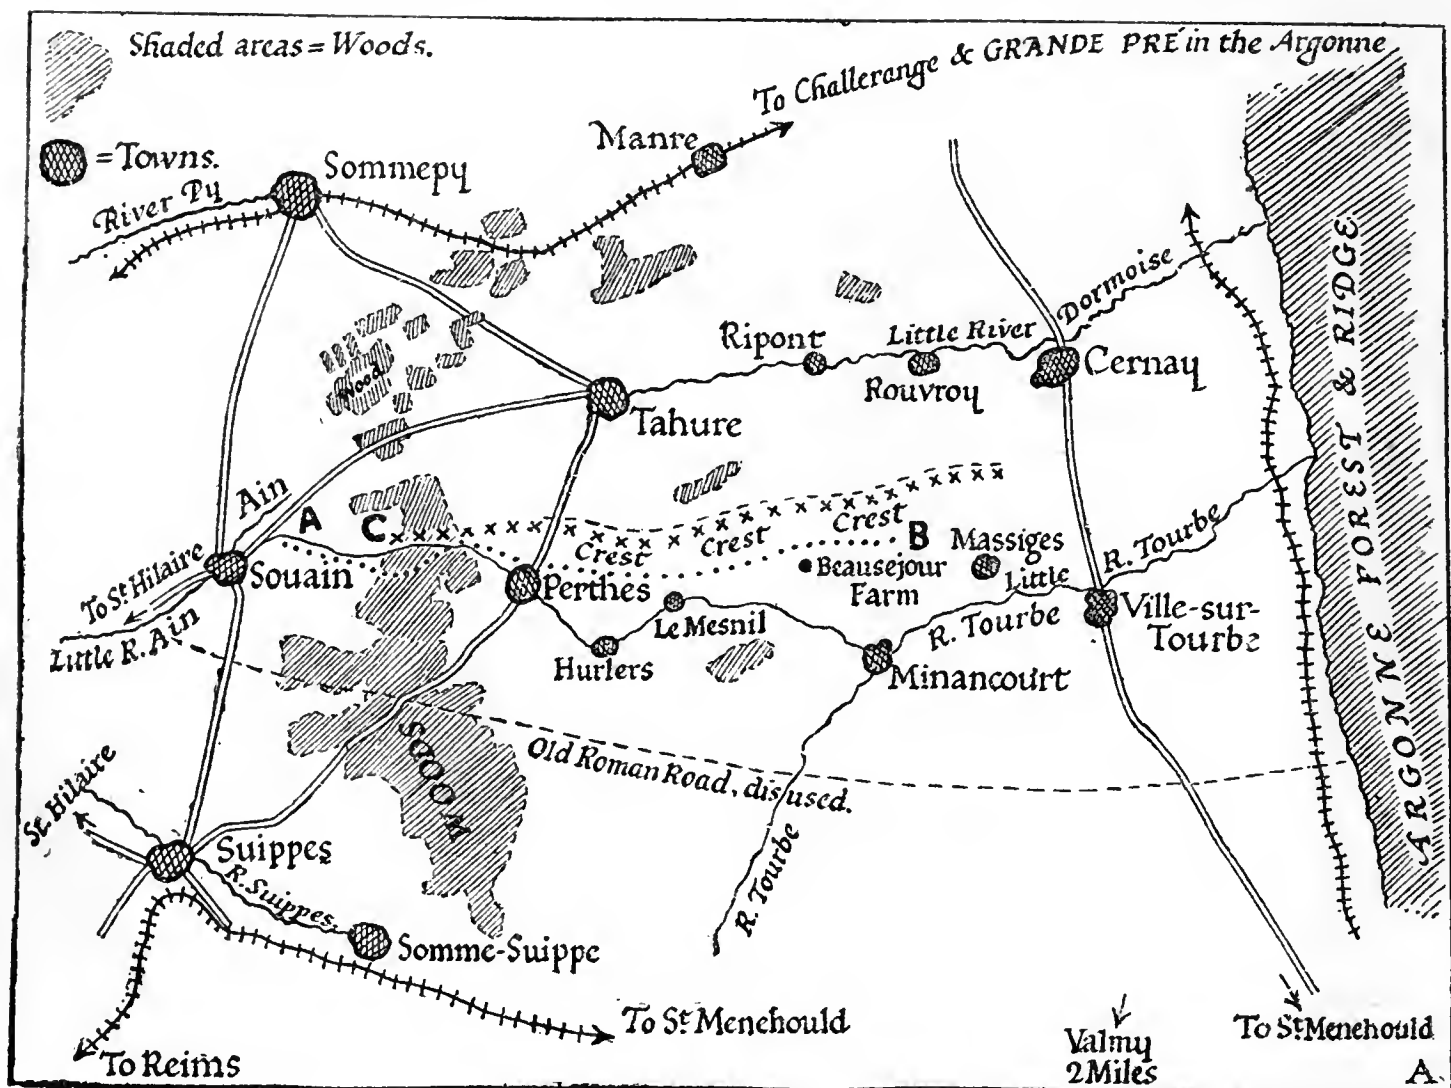 Shaded areas = Woods.
To Challerange & GRANDE PRÉ in the Argonne
= Towns.
Manre
Sommepy
River Py
Dormoise
Ripont
Little River
Rouvroy
Cernay
Wood
Tahure
ARGONNE FOREST & RIDGE
Ain
A
C
Crest
Crest
Crest
B
Massiges
R. Tourbe
To St Hilaire
Souain
Perthes
Beausejour
Farm
Little
R. Tourbe
Ville-sur-
Tourbe
Little R. Ain
Le Mesnil
Hurlers
Minancourt
WOODS
Old Roman Road, disused.
St. Hilaire
Suippes
R. Suippes.
R. Tourbe
Somme-Suippe
To St Menehould
To Reims
Valmy
2 Miles
To St Menehould
A.